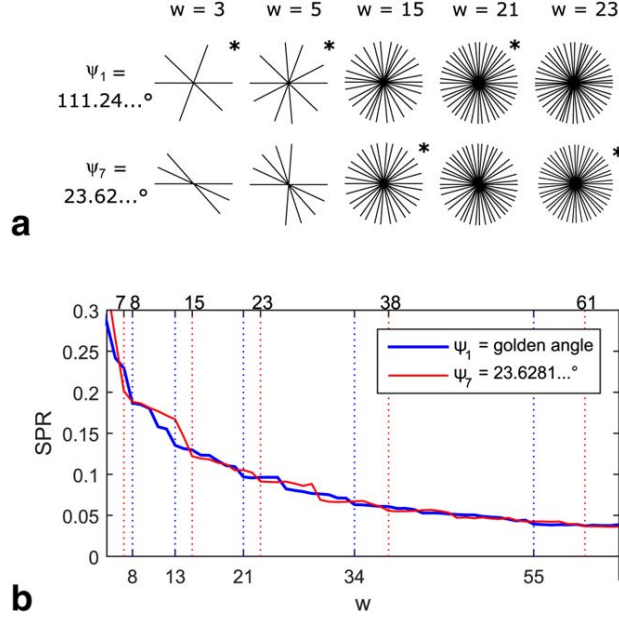 w = 3 w = 5 w = 15 w = 21 w = 23
* * *
ψ₁ =
111.24...°
* *
ψ₇ =
23.62...°
a
7 8 15 23 38 61
0.3
0.25
0.2
0.15
0.1
0.05
0
SPR
ψ₁ = golden angle
ψ₇ = 23.6281...°
8 13 21 34 55
w
b